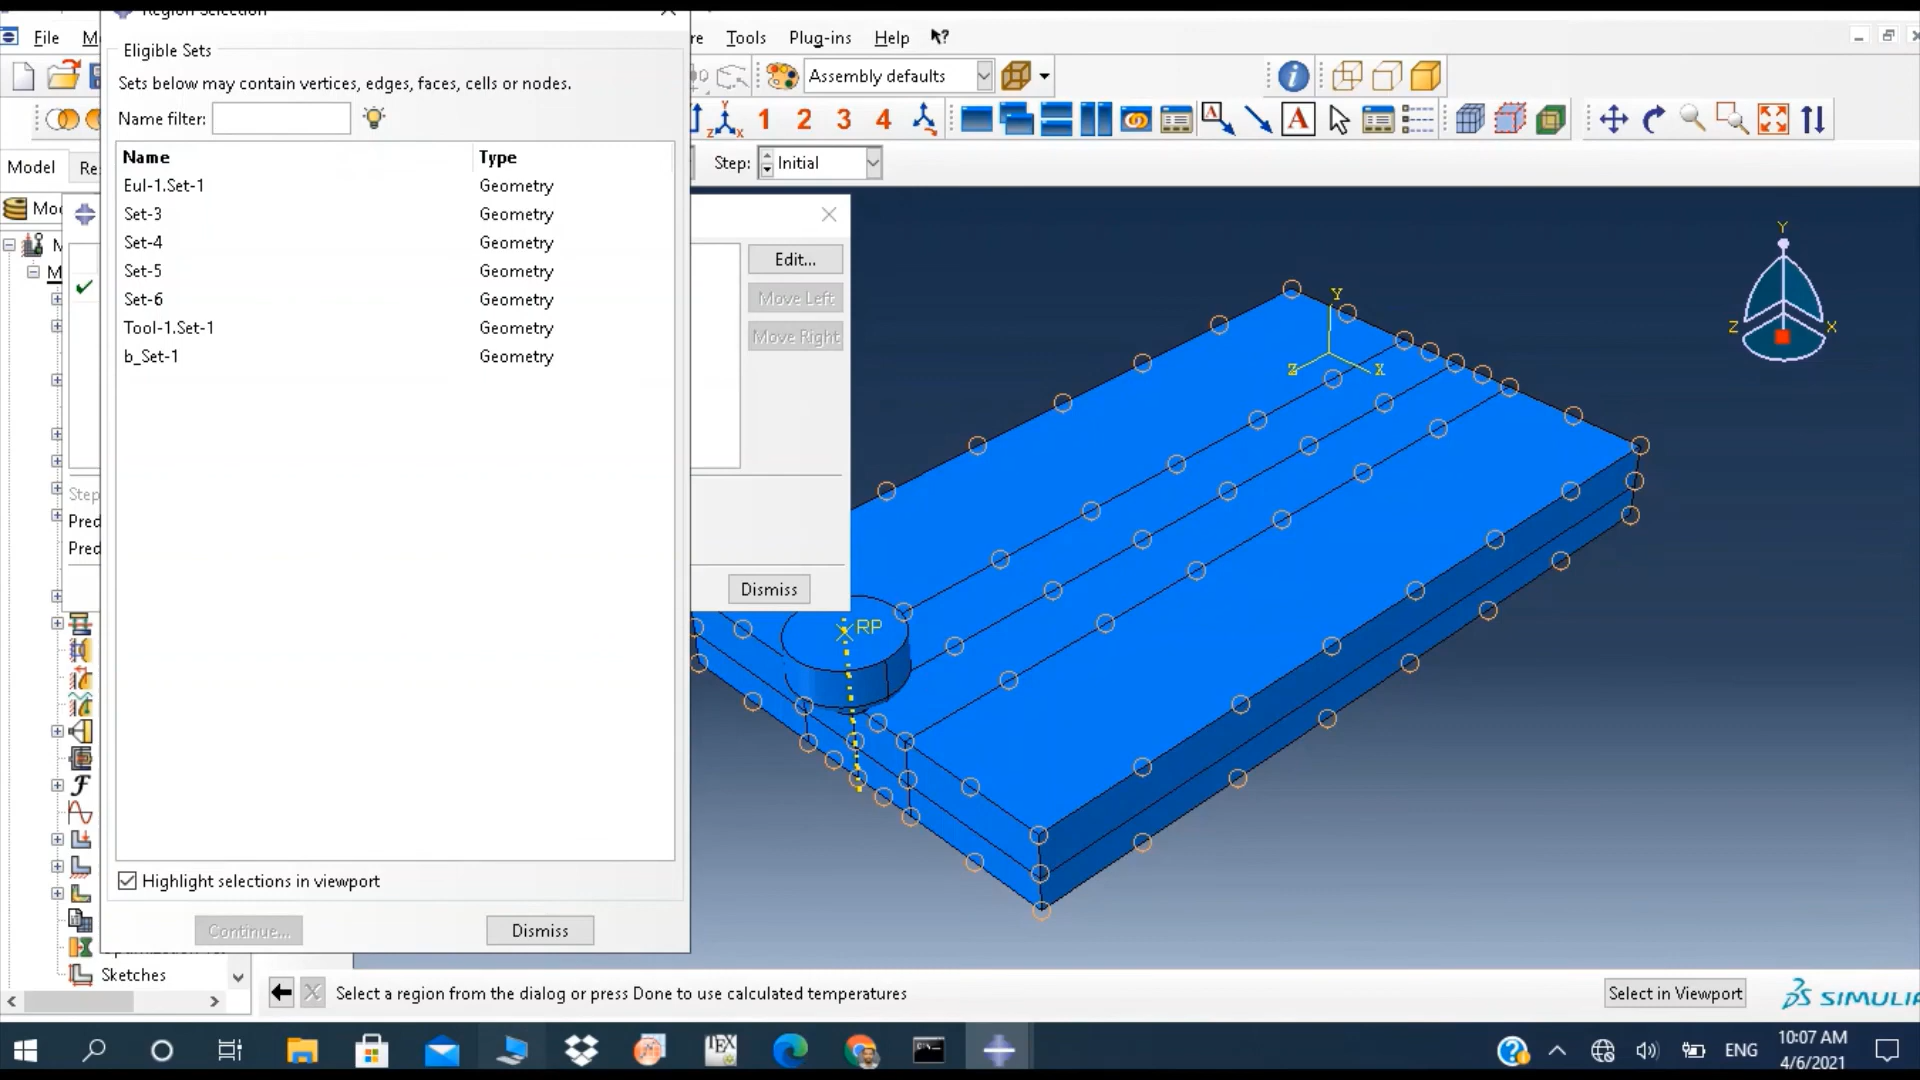 Region Selection
File
Tools
Plug-ins
Help
Eligible Sets
Sets below may contain vertices, edges, faces, cells or nodes.
Name filter:
Assembly defaults
1 2 3 4
A
Model
Step:
Initial
Name Type
Eul-1.Set-1 Geometry
Set-3 Geometry
Set-4 Geometry
Set-5 Geometry
Set-6 Geometry
Tool-1.Set-1 Geometry
b_Set-1 Geometry
Edit...
Move Left
Move Right
Dismiss
Step
Y
Z
X
Y
Z
X
RP
Highlight selections in viewport
Continue...
Dismiss
Sketches
Select a region from the dialog or press Done to use calculated temperatures
Select in Viewport
ENG
10:07 AM
4/6/2021